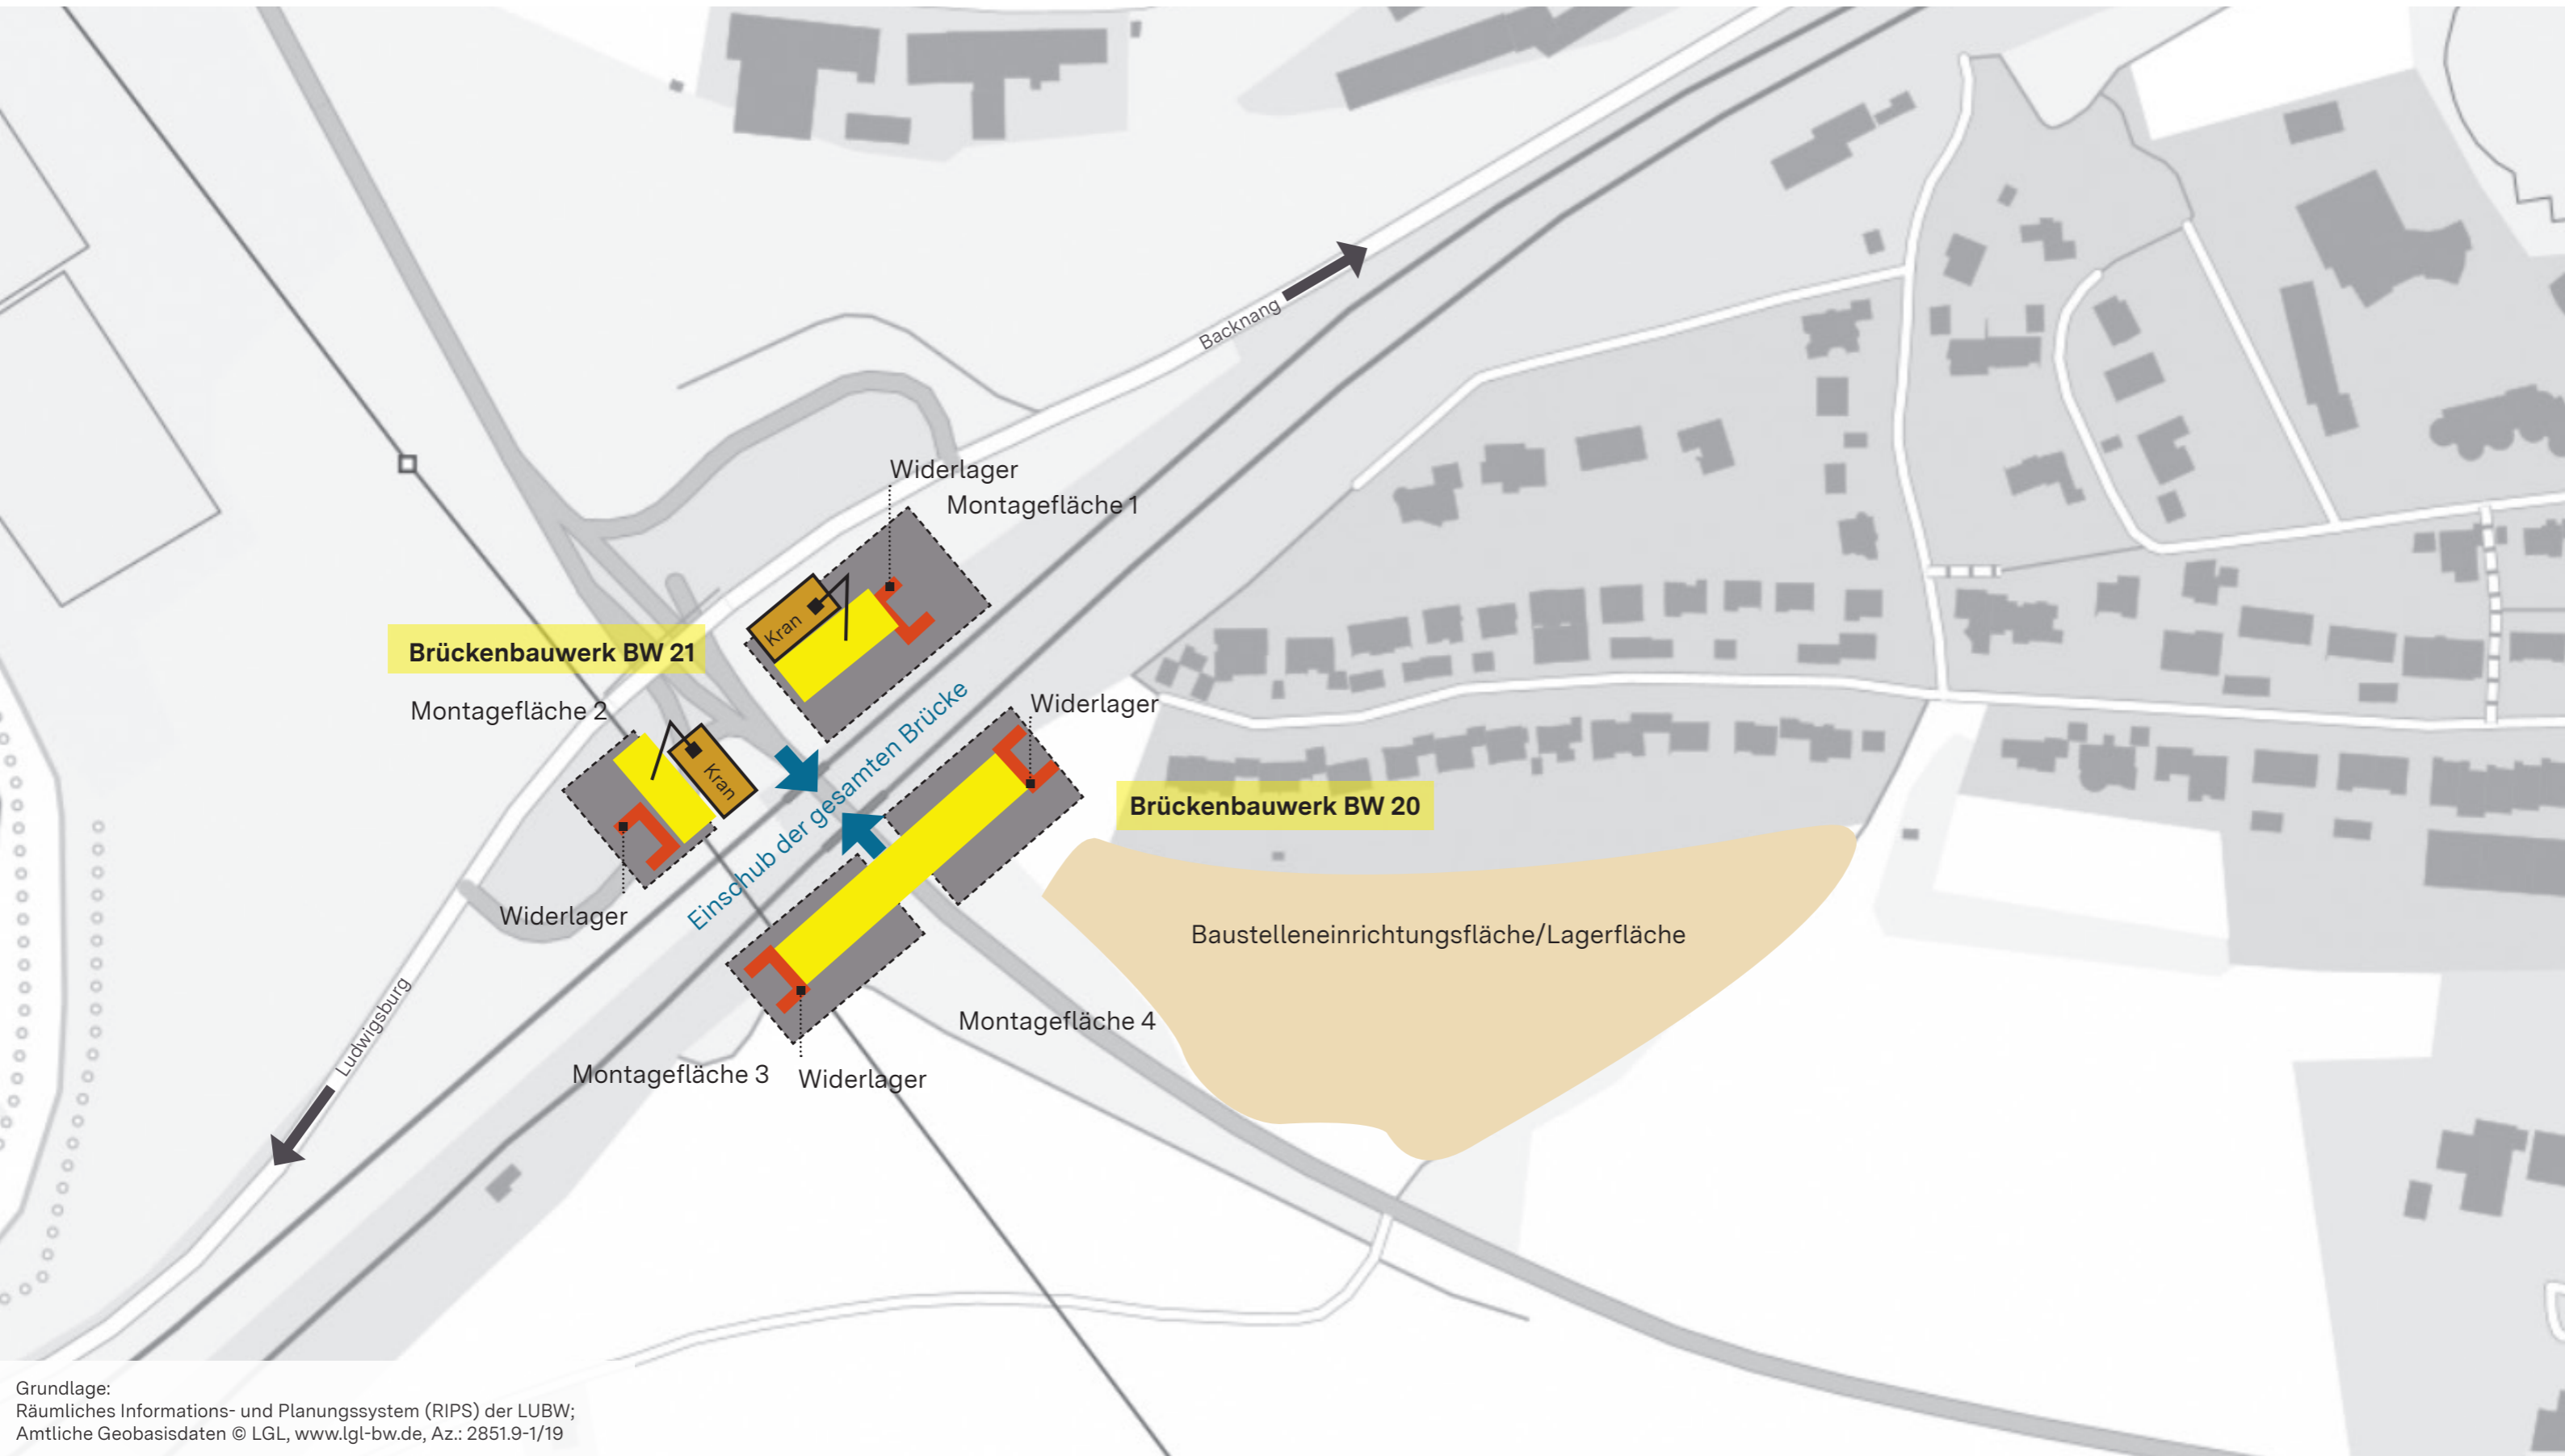 Backnang
Widerlager
Montagefläche 1
Kran
Brückenbauwerk BW 21
Montagefläche 2
Kran
Widerlager
Einschub der gesamten Brücke
Widerlager
Brückenbauwerk BW 20
Baustelleneinrichtungsfläche/Lagerfläche
Ludwigsburg
Montagefläche 4
Montagefläche 3
Widerlager
Grundlage:
Räumliches Informations- und Planungssystem (RIPS) der LUBW;
Amtliche Geobasisdaten © LGL, www.lgl-bw.de, Az.: 2851.9-1/19